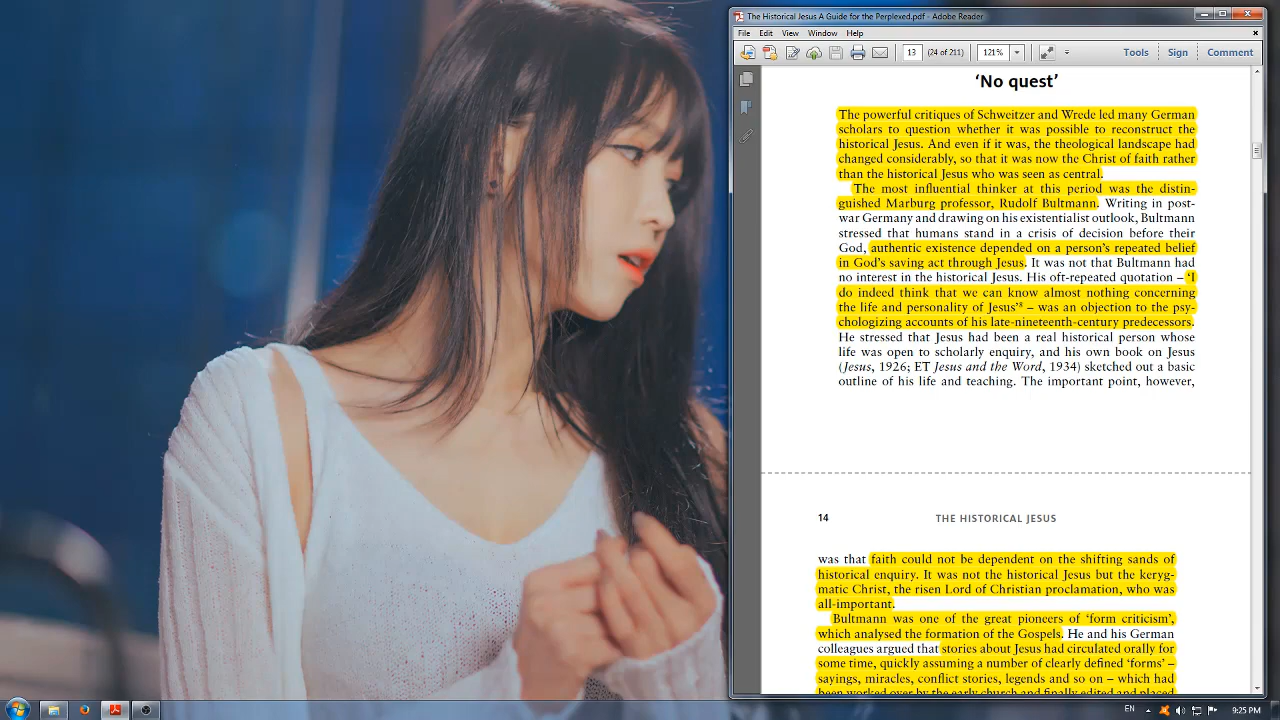 The Historical Jesus A Guide for the Perplexed.pdf - Adobe Reader
File Edit View Window Help
13 (24 of 211) 121% Tools Sign Comment
‘No quest’
The powerful critiques of Schweitzer and Wrede led many German
scholars to question whether it was possible to reconstruct the
historical Jesus. And even if it was, the theological landscape had
changed considerably, so that it was now the Christ of faith rather
than the historical Jesus who was seen as central.
The most influential thinker at this period was the distin-
guished Marburg professor, Rudolf Bultmann. Writing in post-
war Germany and drawing on his existentialist outlook, Bultmann
stressed that humans stand in a crisis of decision before their
God, authentic existence depended on a person’s repeated belief
in God’s saving act through Jesus. It was not that Bultmann had
no interest in the historical Jesus. His oft-repeated quotation – ‘I
do indeed think that we can know almost nothing concerning
the life and personality of Jesus’⁸ – was an objection to the psy-
chologizing accounts of his late-nineteenth-century predecessors.
He stressed that Jesus had been a real historical person whose
life was open to scholarly enquiry, and his own book on Jesus
(Jesus, 1926; ET Jesus and the Word, 1934) sketched out a basic
outline of his life and teaching. The important point, however,
14 THE HISTORICAL JESUS
was that faith could not be dependent on the shifting sands of
historical enquiry. It was not the historical Jesus but the keryg-
matic Christ, the risen Lord of Christian proclamation, who was
all-important.
Bultmann was one of the great pioneers of ‘form criticism’,
which analysed the formation of the Gospels. He and his German
colleagues argued that stories about Jesus had circulated orally for
some time, quickly assuming a number of clearly defined ‘forms’ –
sayings, miracles, conflict stories, legends and so on – which had
been worked over by the early church and finally edited and placed
EN 9:25 PM